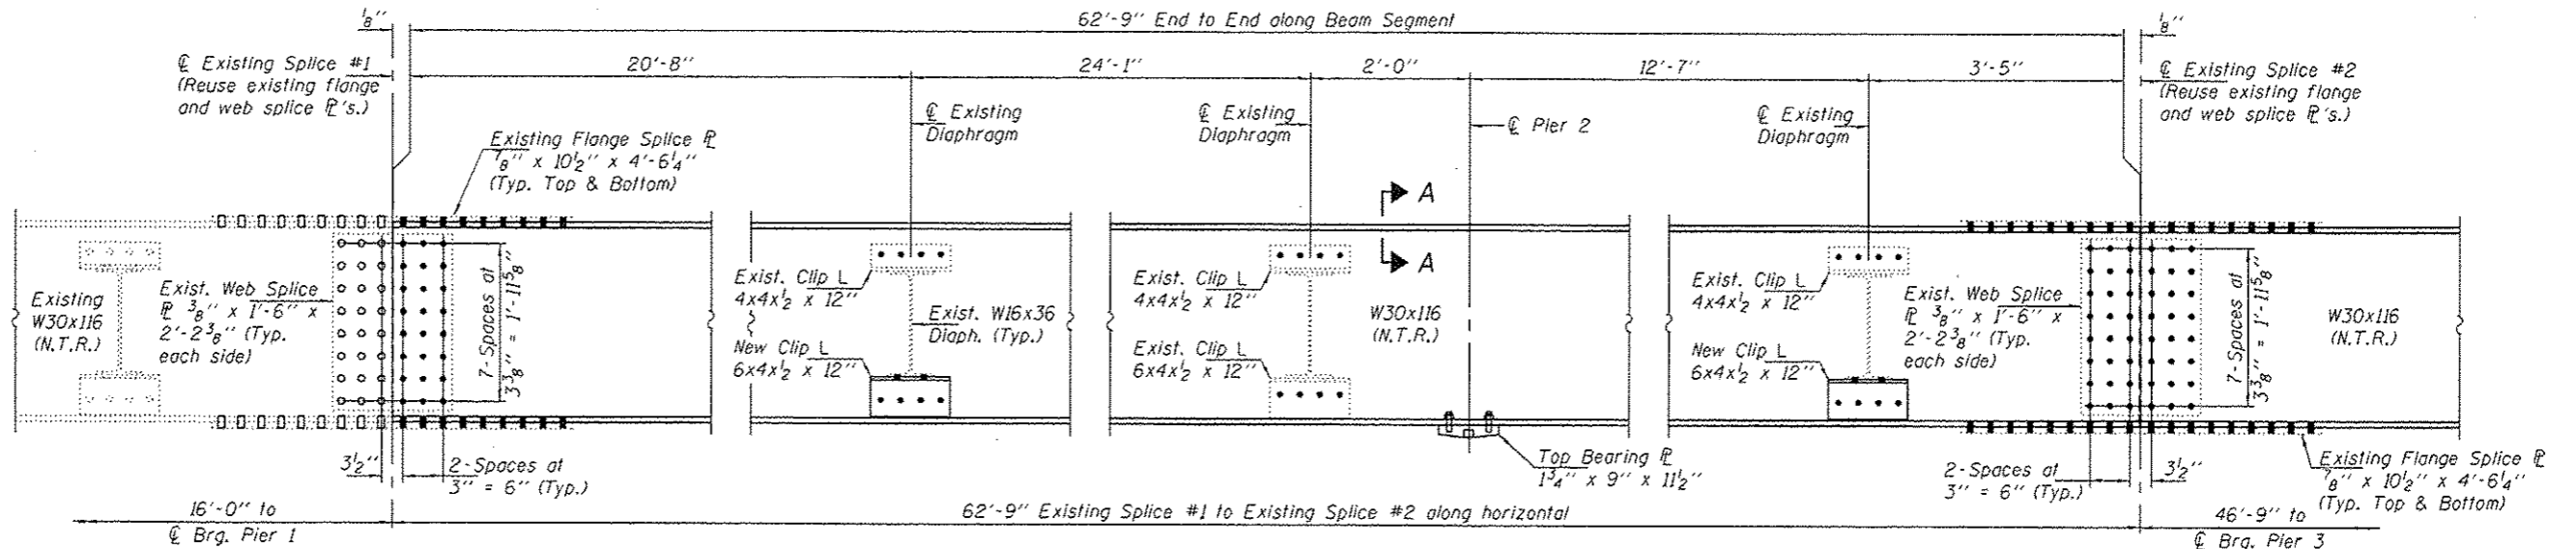 1/8"
62'-9" End to End along Beam Segment
1/8"
℄ Existing Splice #1
(Reuse existing flange
and web splice ℞'s.)
20'-8"
24'-1"
2'-0"
12'-7"
3'-5"
℄ Existing Splice #2
(Reuse existing flange
and web splice ℞'s.)
℄ Existing
Diaphragm
℄ Existing
Diaphragm
℄ Pier 2
℄ Existing
Diaphragm
Existing Flange Splice ℞
7/8" x 10 1/2" x 4'-6 1/4"
(Typ. Top & Bottom)
A
A
Existing
W30x116
(N.T.R.)
Exist. Web Splice
℞ 3/8" x 1'-6" x
2'-2 3/8" (Typ.
each side)
7-Spaces at
3 3/8" = 1'-11 5/8"
Exist. Clip L
4x4x1/2 x 12"
Exist. W16x36
Diaph. (Typ.)
New Clip L
6x4x1/2 x 12"
Exist. Clip L
4x4x1/2 x 12"
Exist. Clip L
6x4x1/2 x 12"
W30x116
(N.T.R.)
Exist. Clip L
4x4x1/2 x 12"
New Clip L
6x4x1/2 x 12"
Exist. Web Splice
℞ 3/8" x 1'-6" x
2'-2 3/8" (Typ.
each side)
7-Spaces at
3 3/8" = 1'-11 5/8"
W30x116
(N.T.R.)
3 1/2"
2-Spaces at
3" = 6" (Typ.)
Top Bearing ℞
1 3/4" x 9" x 11 1/2"
2-Spaces at
3" = 6" (Typ.)
3 1/2"
Existing Flange Splice ℞
7/8" x 10 1/2" x 4'-6 1/4"
(Typ. Top & Bottom)
16'-0" to
℄ Brg. Pier 1
62'-9" Existing Splice #1 to Existing Splice #2 along horizontal
46'-9" to
℄ Brg. Pier 3